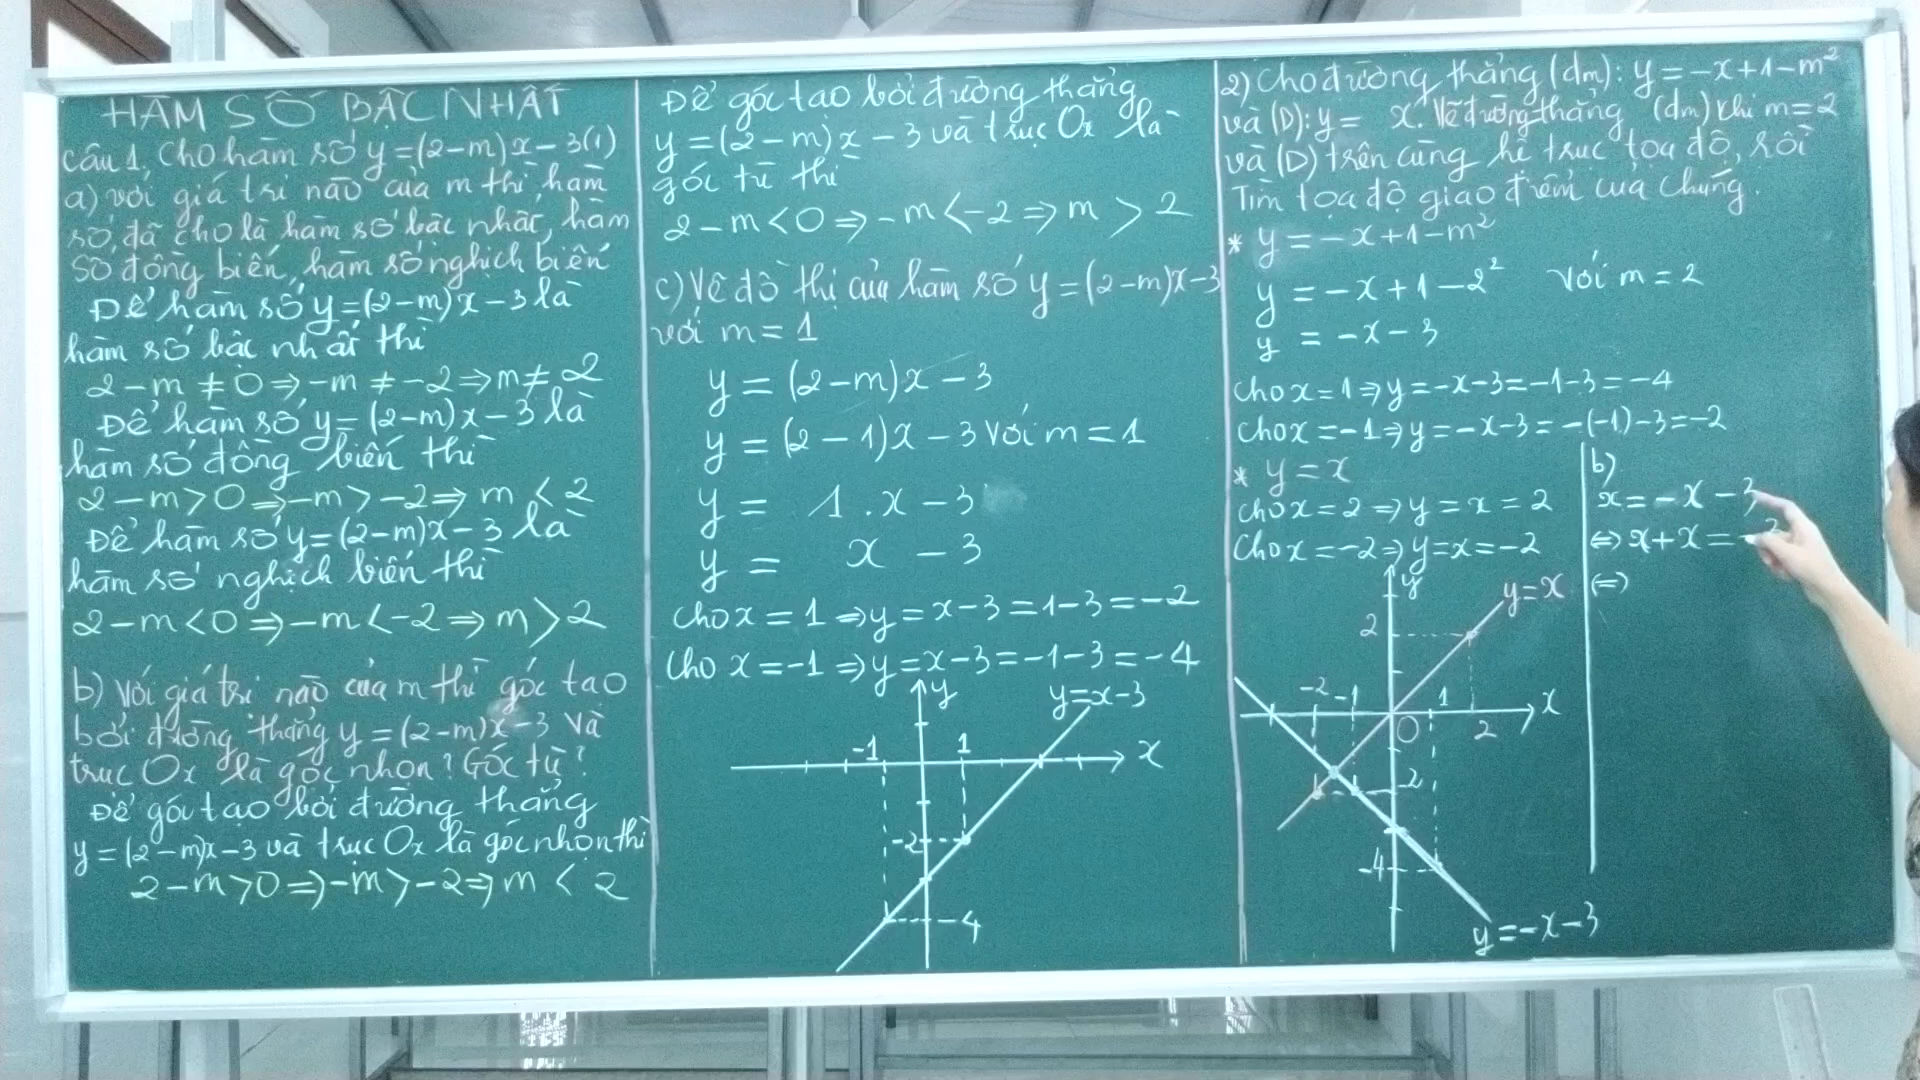 HÀM SỐ BẬC NHẤT
Câu 1. Cho hàm số y=(2-m)x-3(1)
a) với giá trị nào của m thì hàm
số đã cho là hàm số bậc nhất, hàm
số đồng biến, hàm số nghịch biến
Để hàm số y=(2-m)x-3 là
hàm số bậc nhất thì
2-m≠0⇒-m≠-2⇒m≠2
Để hàm số y=(2-m)x-3 là
hàm số đồng biến thì
2-m>0⇒-m>-2⇒m<2
Để hàm số y=(2-m)x-3 là
hàm số nghịch biến thì
2-m<0⇒-m<-2⇒m>2
b) Với giá trị nào của m thì góc tạo
bởi đường thẳng y=(2-m)x-3 và
trục Ox là góc nhọn? Góc tù?
Để góc tạo bởi đường thẳng
y=(2-m)x-3 và trục Ox là góc nhọn thì
2-m>0⇒-m>-2⇒m<2
Để góc tạo bởi đường thẳng
y=(2-m)x-3 và trục Ox là
góc tù thì
2-m<0⇒-m<-2⇒m>2
c) Vẽ đồ thị của hàm số y=(2-m)x-3
với m=1
y=(2-m)x-3
y=(2-1)x-3 với m=1
y= 1.x-3
y= x-3
Cho x=1⇒y=x-3=1-3=-2
Cho x=-1⇒y=x-3=-1-3=-4
y
y=x-3
-1 1 x
-2
-4
2) Cho đường thẳng (dm): y=-x+1-m²
và (D): y= x. Vẽ đường thẳng (dm) khi m=2
và (D) trên cùng hệ trục tọa độ, rồi
Tìm tọa độ giao điểm của chúng.
* y=-x+1-m²
y=-x+1-2² với m=2
y=-x-3
Cho x=1⇒y=-x-3=-1-3=-4
Cho x=-1⇒y=-x-3=-(-1)-3=-2
* y=x
Cho x=2⇒y=x=2
Cho x=-2⇒y=x=-2
y
y=x
2
-2 -1 1 x
O 2
-2
-4
y=-x-3
b)
x=-x-3
⇔x+x=-3
⇔